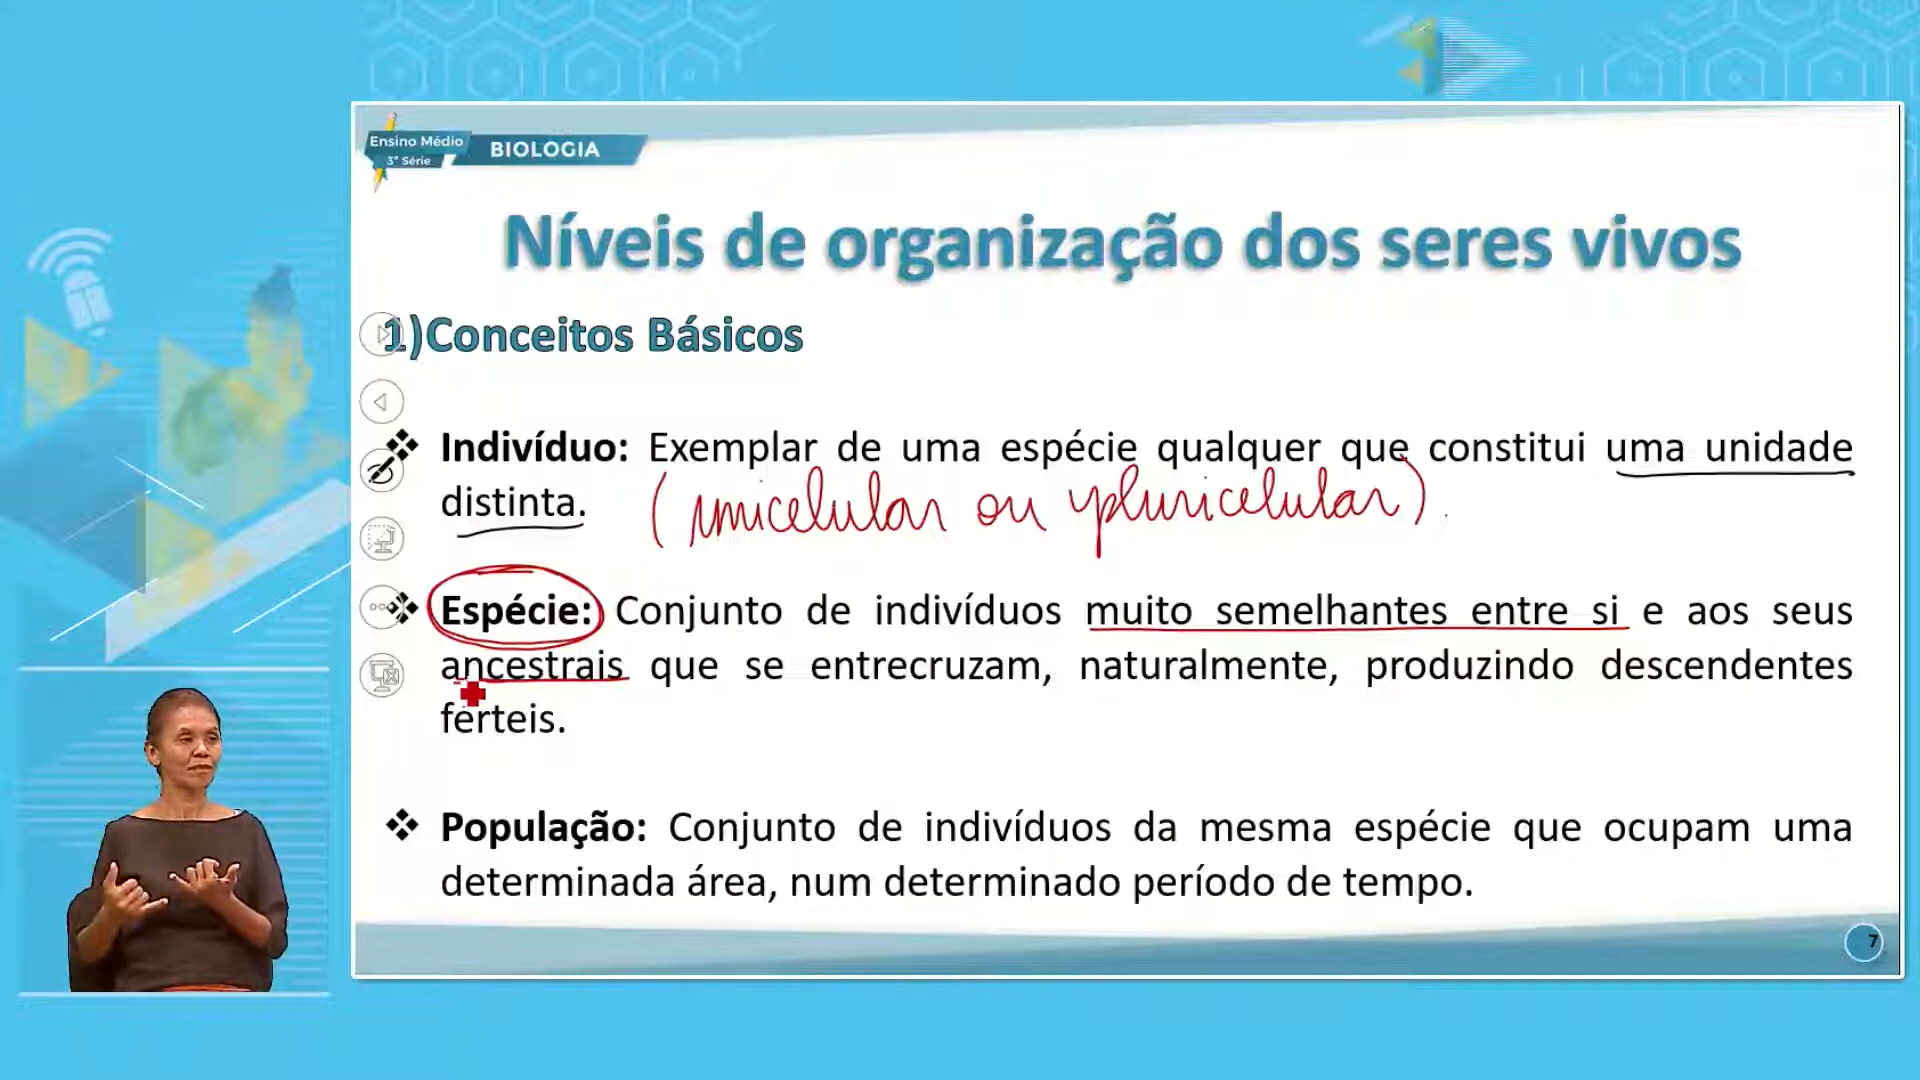 Ensino Médio
3ª Série
BIOLOGIA
Níveis de organização dos seres vivos
1)Conceitos Básicos
❖ Indivíduo: Exemplar de uma espécie qualquer que constitui uma unidade
distinta. (unicelular ou pluricelular).
❖ Espécie: Conjunto de indivíduos muito semelhantes entre si e aos seus
ancestrais que se entrecruzam, naturalmente, produzindo descendentes
férteis.
❖ População: Conjunto de indivíduos da mesma espécie que ocupam uma
determinada área, num determinado período de tempo.
7